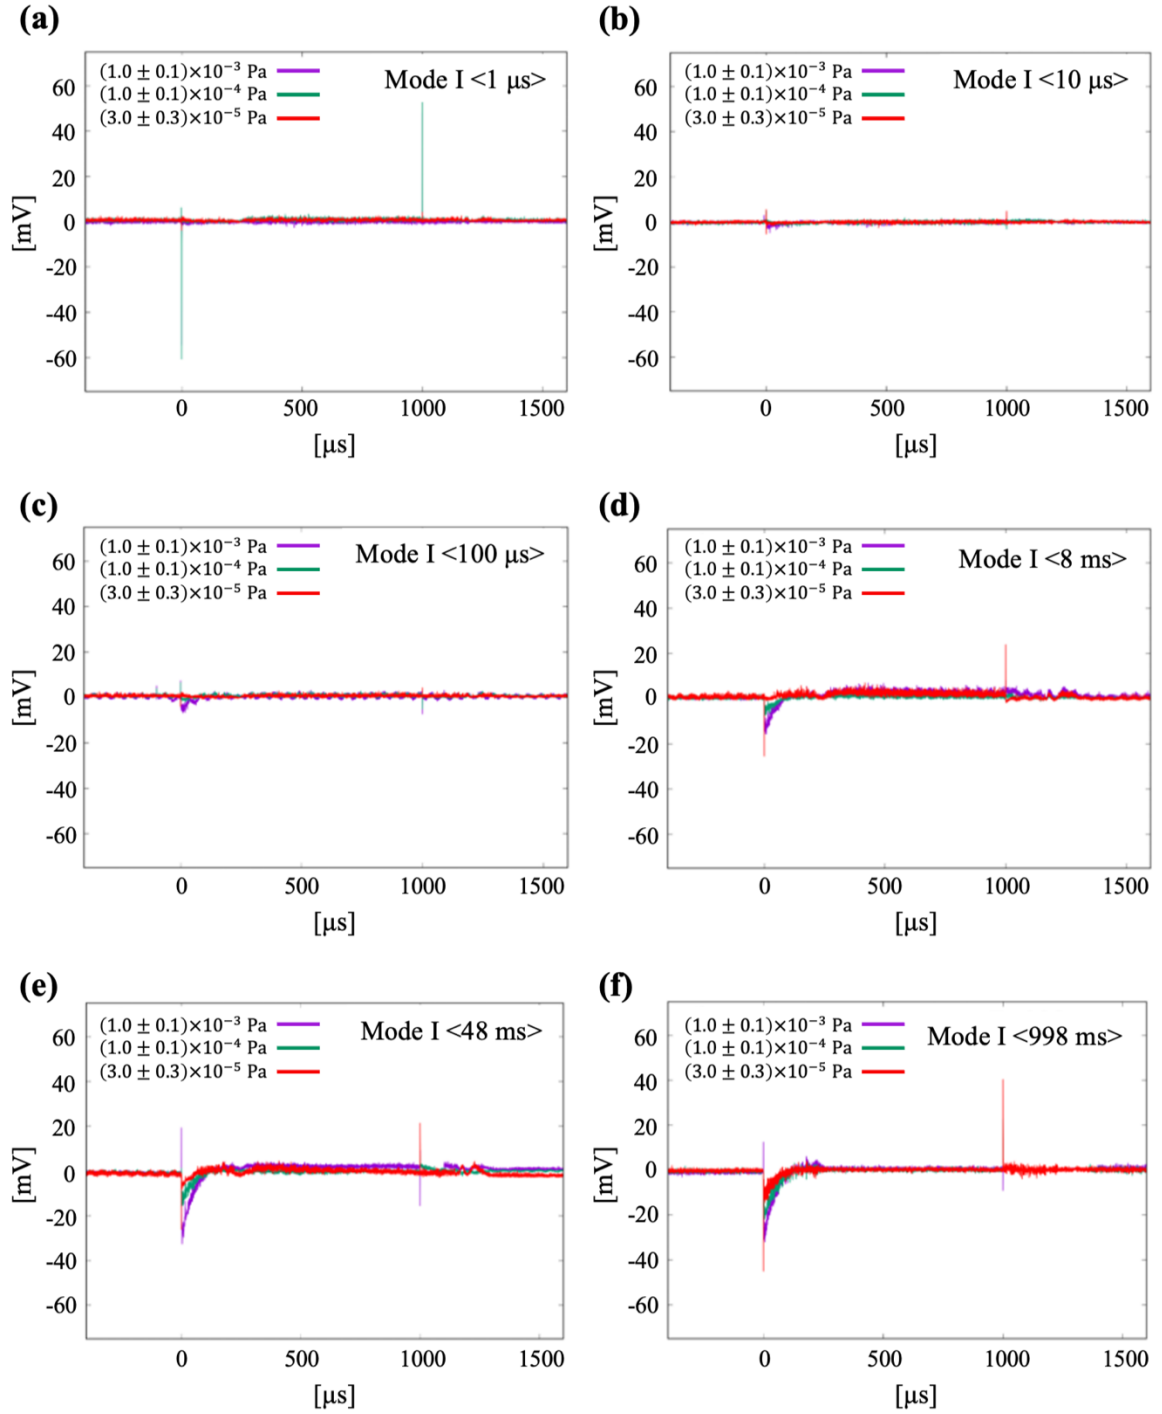 (a)
(1.0 ± 0.1)×10⁻³ Pa
(1.0 ± 0.1)×10⁻⁴ Pa
(3.0 ± 0.3)×10⁻⁵ Pa
Mode I <1 μs>
60
40
20
0
-20
-40
-60
[mV]
0 500 1000 1500
[μs]
(b)
(1.0 ± 0.1)×10⁻³ Pa
(1.0 ± 0.1)×10⁻⁴ Pa
(3.0 ± 0.3)×10⁻⁵ Pa
Mode I <10 μs>
60
40
20
0
-20
-40
-60
[mV]
0 500 1000 1500
[μs]
(c)
(1.0 ± 0.1)×10⁻³ Pa
(1.0 ± 0.1)×10⁻⁴ Pa
(3.0 ± 0.3)×10⁻⁵ Pa
Mode I <100 μs>
60
40
20
0
-20
-40
-60
[mV]
0 500 1000 1500
[μs]
(d)
(1.0 ± 0.1)×10⁻³ Pa
(1.0 ± 0.1)×10⁻⁴ Pa
(3.0 ± 0.3)×10⁻⁵ Pa
Mode I <8 ms>
60
40
20
0
-20
-40
-60
[mV]
0 500 1000 1500
[μs]
(e)
(1.0 ± 0.1)×10⁻³ Pa
(1.0 ± 0.1)×10⁻⁴ Pa
(3.0 ± 0.3)×10⁻⁵ Pa
Mode I <48 ms>
60
40
20
0
-20
-40
-60
[mV]
0 500 1000 1500
[μs]
(f)
(1.0 ± 0.1)×10⁻³ Pa
(1.0 ± 0.1)×10⁻⁴ Pa
(3.0 ± 0.3)×10⁻⁵ Pa
Mode I <998 ms>
60
40
20
0
-20
-40
-60
[mV]
0 500 1000 1500
[μs]